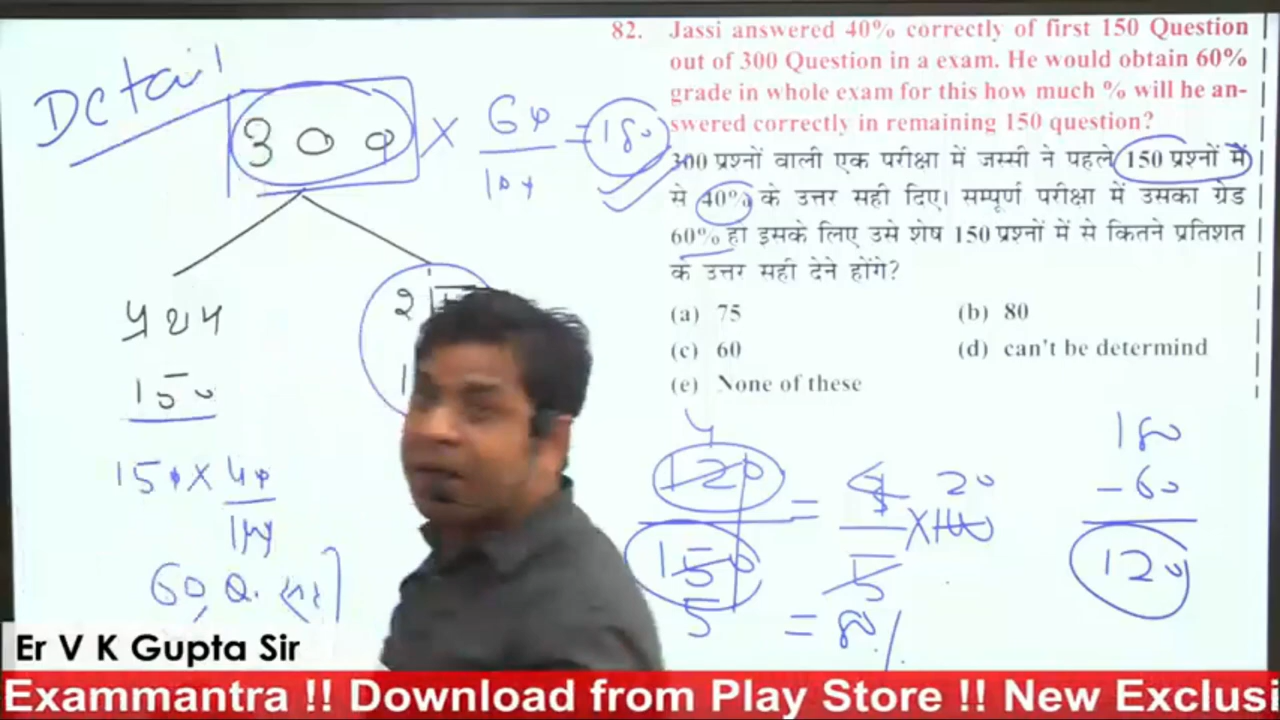 Detail
300 × 60/100 = 180
प्रथम
150
150 × 40/100
60 Q. सही
82. Jassi answered 40% correctly of first 150 Question
out of 300 Question in a exam. He would obtain 60%
grade in whole exam for this how much % will he an-
swered correctly in remaining 150 question?
300 प्रश्नों वाली एक परीक्षा में जस्सी ने पहले 150 प्रश्नों में
से 40% के उत्तर सही दिए। सम्पूर्ण परीक्षा में उसका ग्रेड
60% हो इसके लिए उसे शेष 150 प्रश्नों में से कितने प्रतिशत
के उत्तर सही देने होंगे?
(a) 75 (b) 80
(c) 60 (d) can't be determind
(e) None of these
4
120/150 = 4/5 × 100 20
5
= 80%
180
- 60
120
Er V K Gupta Sir
Exammantra !! Download from Play Store !! New Exclusi